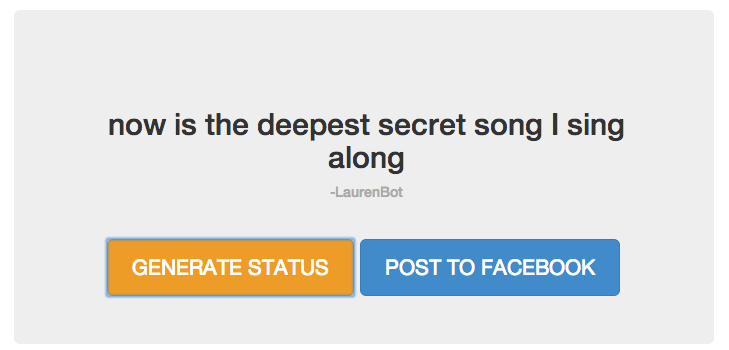 now is the deepest secret song I sing
along
-LaurenBot
GENERATE STATUS POST TO FACEBOOK